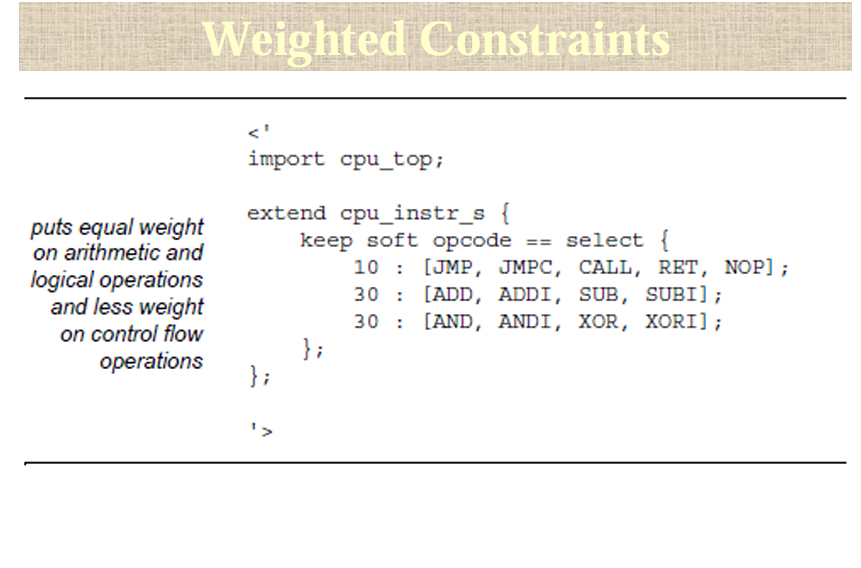 Weighted Constraints
puts equal weight
on arithmetic and
logical operations
and less weight
on control flow
operations
<'
import cpu_top;
extend cpu_instr_s {
keep soft opcode == select {
10 : [JMP, JMPC, CALL, RET, NOP];
30 : [ADD, ADDI, SUB, SUBI];
30 : [AND, ANDI, XOR, XORI];
};
};
'>